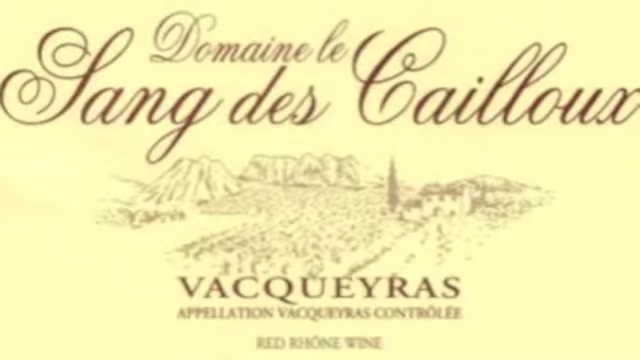 Domaine le
Sang des Cailloux
VACQUEYRAS
APPELLATION VACQUEYRAS CONTRÔLÉE
RED RHÔNE WINE